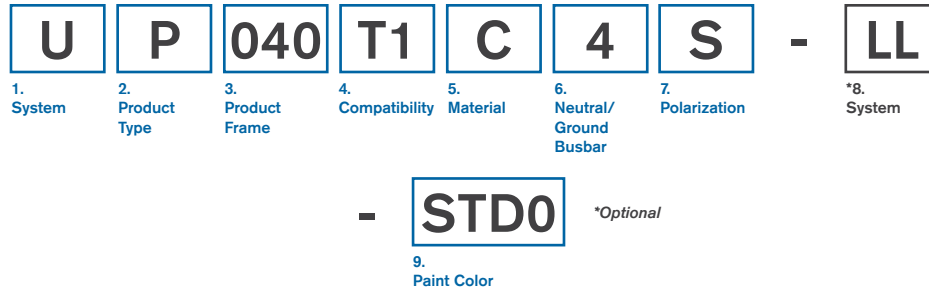 U P 040 T1 C 4 S - LL
1. System
2. Product Type
3. Product Frame
4. Compatibility
5. Material
6. Neutral/ Ground Busbar
7. Polarization
*8. System
- STD0 *Optional
9.
Paint Color